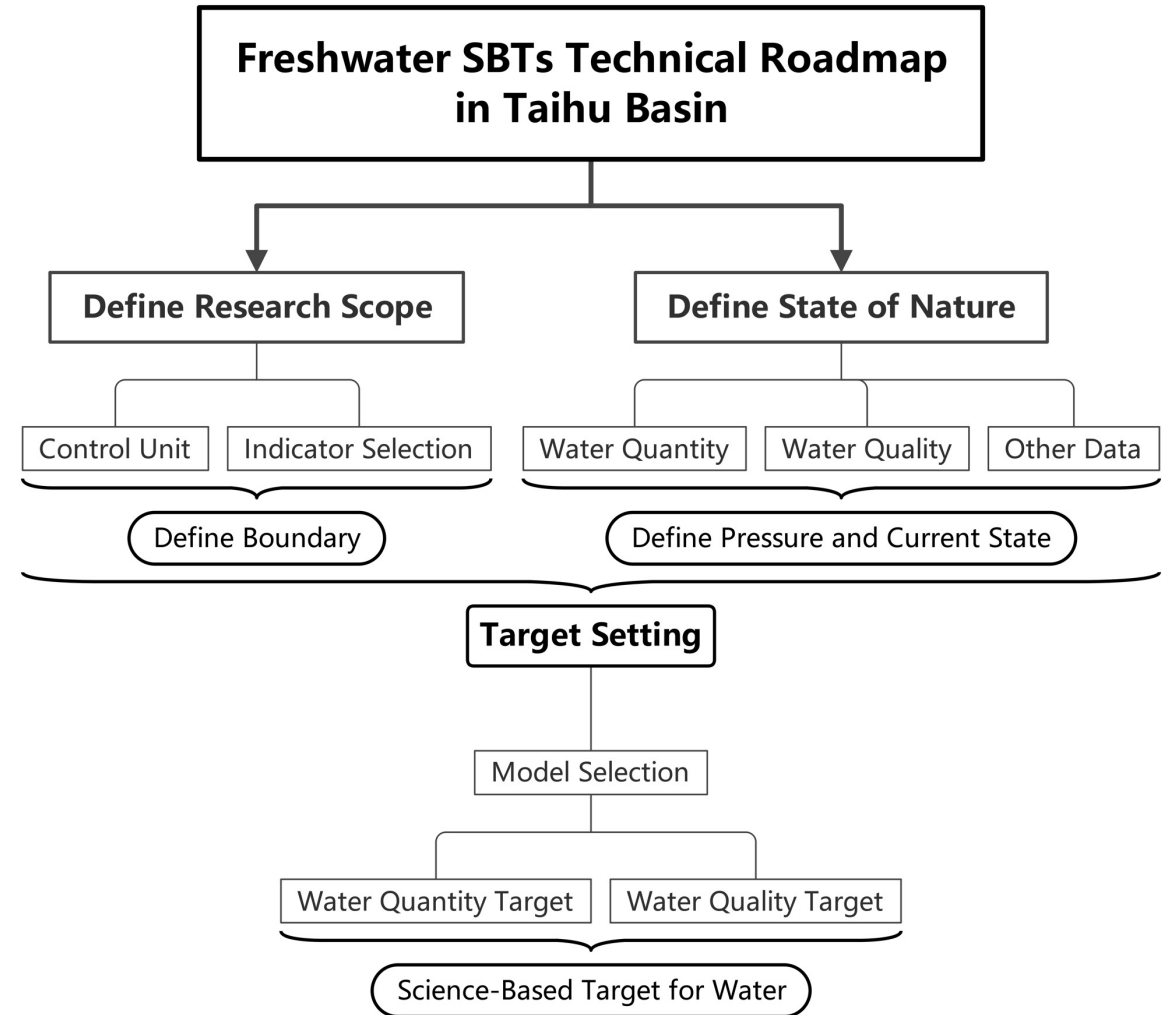 Freshwater SBTs Technical Roadmap
in Taihu Basin
Define Research Scope
Define State of Nature
Control Unit
Indicator Selection
Water Quantity
Water Quality
Other Data
Define Boundary
Define Pressure and Current State
Target Setting
Model Selection
Water Quantity Target
Water Quality Target
Science-Based Target for Water